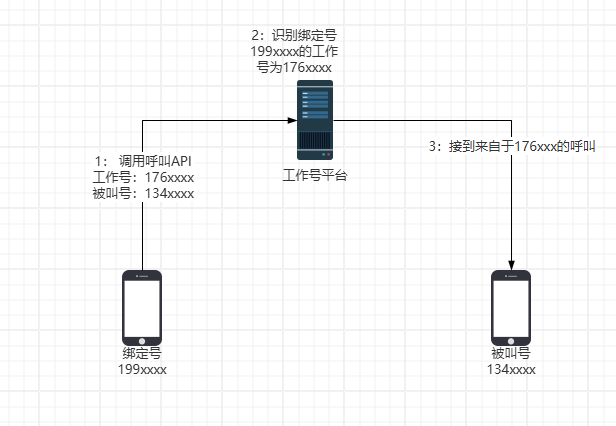 2：识别绑定号
199xxxx的工作
号为176xxxx
1： 调用呼叫API
工作号：176xxxx
被叫号：134xxxx
工作号平台
3：接到来自于176xxx的呼叫
绑定号
199xxxx
被叫号
134xxxx